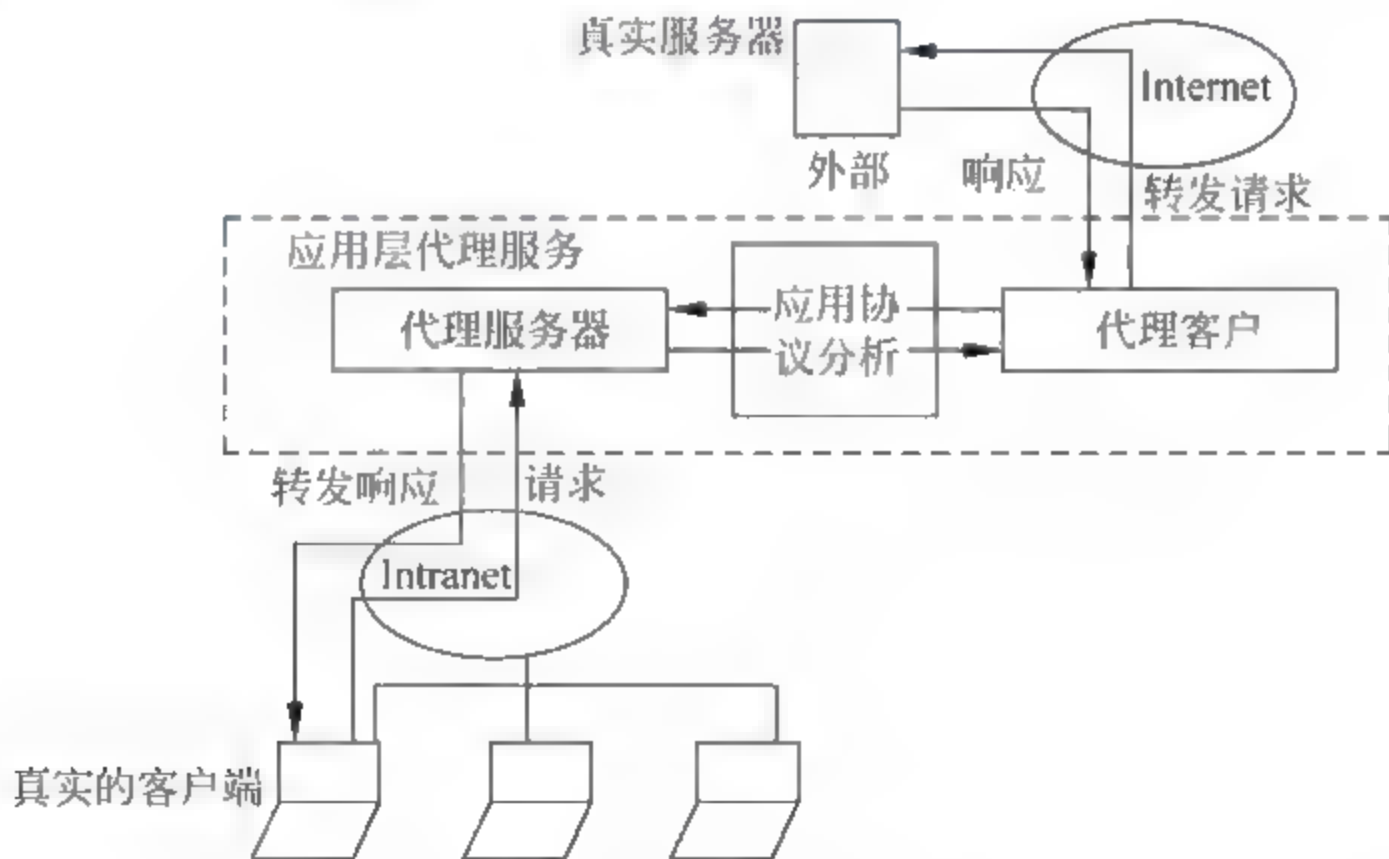 真实服务器
Internet
外部
响应
转发请求
应用层代理服务
代理服务器
应用协
议分析
代理客户
转发响应
请求
Intranet
真实的客户端